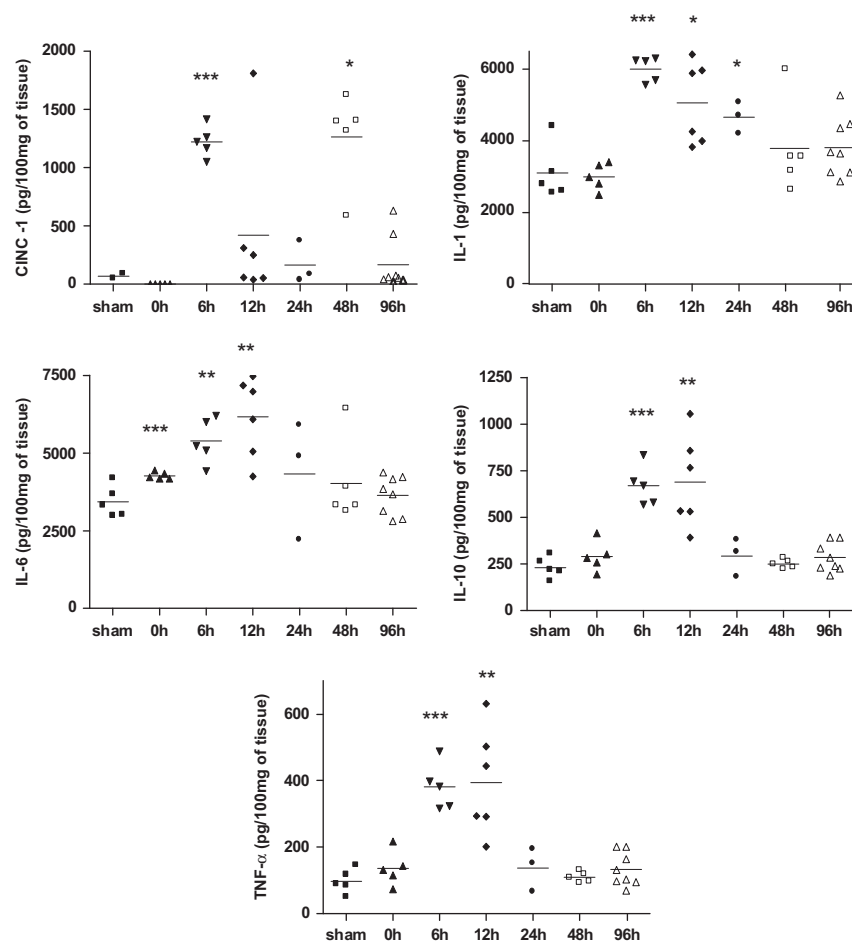 *** *
2000
1500
1000
500
0
CINC -1 (pg/100mg of tissue)
sham 0h 6h 12h 24h 48h 96h
*** * *
6000
4000
2000
0
IL-1 (pg/100mg of tissue)
sham 0h 6h 12h 24h 48h 96h
*** ** **
7500
5000
2500
0
IL-6 (pg/100mg of tissue)
sham 0h 6h 12h 24h 48h 96h
*** **
1250
1000
750
500
250
0
IL-10 (pg/100mg of tissue)
sham 0h 6h 12h 24h 48h 96h
*** **
600
400
200
0
TNF-α (pg/100mg of tissue)
sham 0h 6h 12h 24h 48h 96h